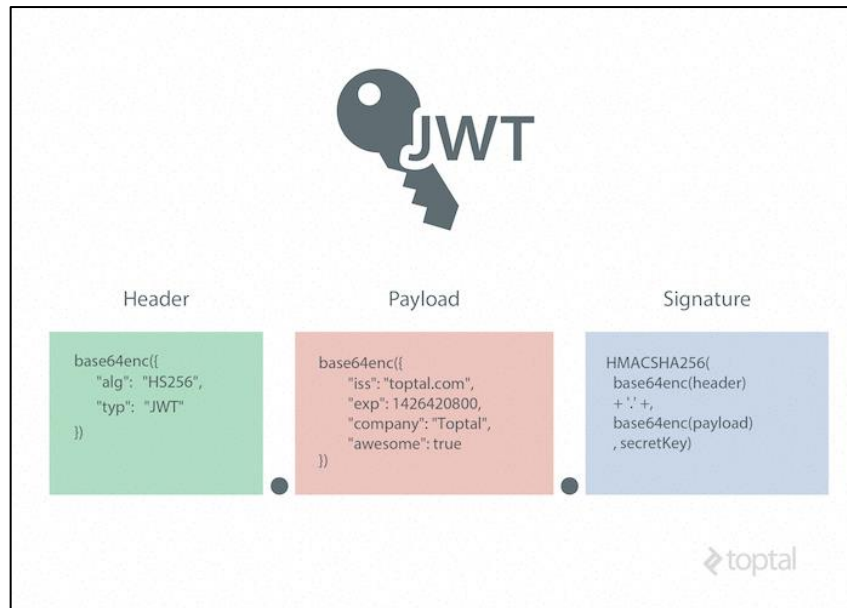 JWT
Header
Payload
Signature
base64enc({
"alg": "HS256",
"typ": "JWT"
})
base64enc({
"iss": "toptal.com",
"exp": 1426420800,
"company": "Toptal",
"awesome": true
})
HMACSHA256(
base64enc(header)
+ '.' +,
base64enc(payload)
, secretKey)
toptal